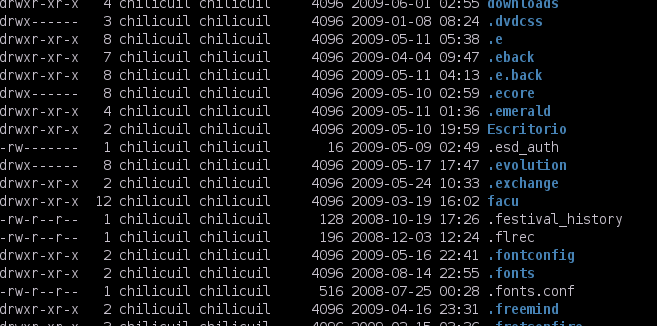 drwxr-xr-x 4 chilicuil chilicuil 4096 2009-06-01 02:55 downloads
drwx------ 3 chilicuil chilicuil 4096 2009-01-08 08:24 .dvdcss
drwxr-xr-x 8 chilicuil chilicuil 4096 2009-05-11 05:38 .e
drwxr-xr-x 7 chilicuil chilicuil 4096 2009-04-04 09:47 .eback
drwxr-xr-x 8 chilicuil chilicuil 4096 2009-05-11 04:13 .e.back
drwx------ 8 chilicuil chilicuil 4096 2009-05-10 02:59 .ecore
drwxr-xr-x 4 chilicuil chilicuil 4096 2009-05-11 01:36 .emerald
drwxr-xr-x 2 chilicuil chilicuil 4096 2009-05-10 19:59 Escritorio
-rw------- 1 chilicuil chilicuil 16 2009-05-09 02:49 .esd_auth
drwx------ 8 chilicuil chilicuil 4096 2009-05-17 17:47 .evolution
drwxr-xr-x 2 chilicuil chilicuil 4096 2009-05-24 10:33 .exchange
drwxr-xr-x 12 chilicuil chilicuil 4096 2009-03-19 16:02 facu
-rw-r--r-- 1 chilicuil chilicuil 128 2008-10-19 17:26 .festival_history
-rw-r--r-- 1 chilicuil chilicuil 196 2008-12-03 12:24 .flrec
drwxr-xr-x 2 chilicuil chilicuil 4096 2009-05-16 22:41 .fontconfig
drwxr-xr-x 2 chilicuil chilicuil 4096 2008-08-14 22:55 .fonts
-rw-r--r-- 1 chilicuil chilicuil 516 2008-07-25 00:28 .fonts.conf
drwxr-xr-x 2 chilicuil chilicuil 4096 2009-04-16 23:31 .freemind